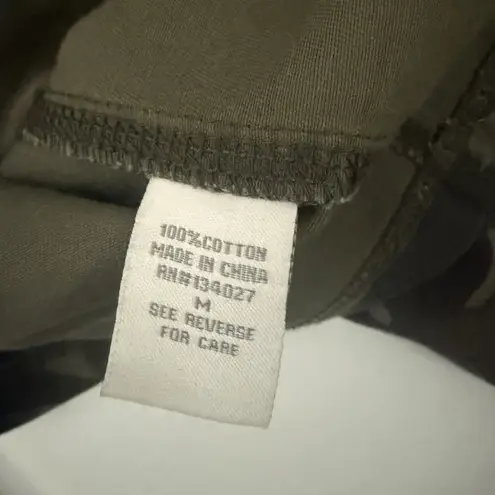 100%COTTON
MADE IN CHINA
RN#134027
M
SEE REVERSE
FOR CARE